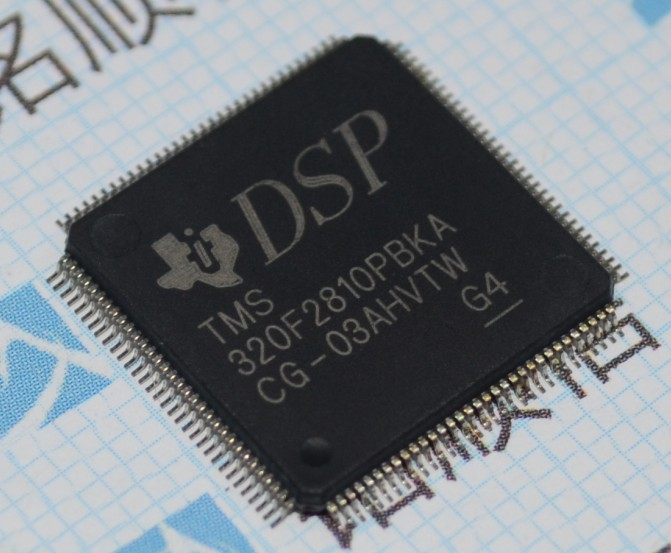 DSP
TMS
320F2810PBKA
CG-03AHVTW
G4